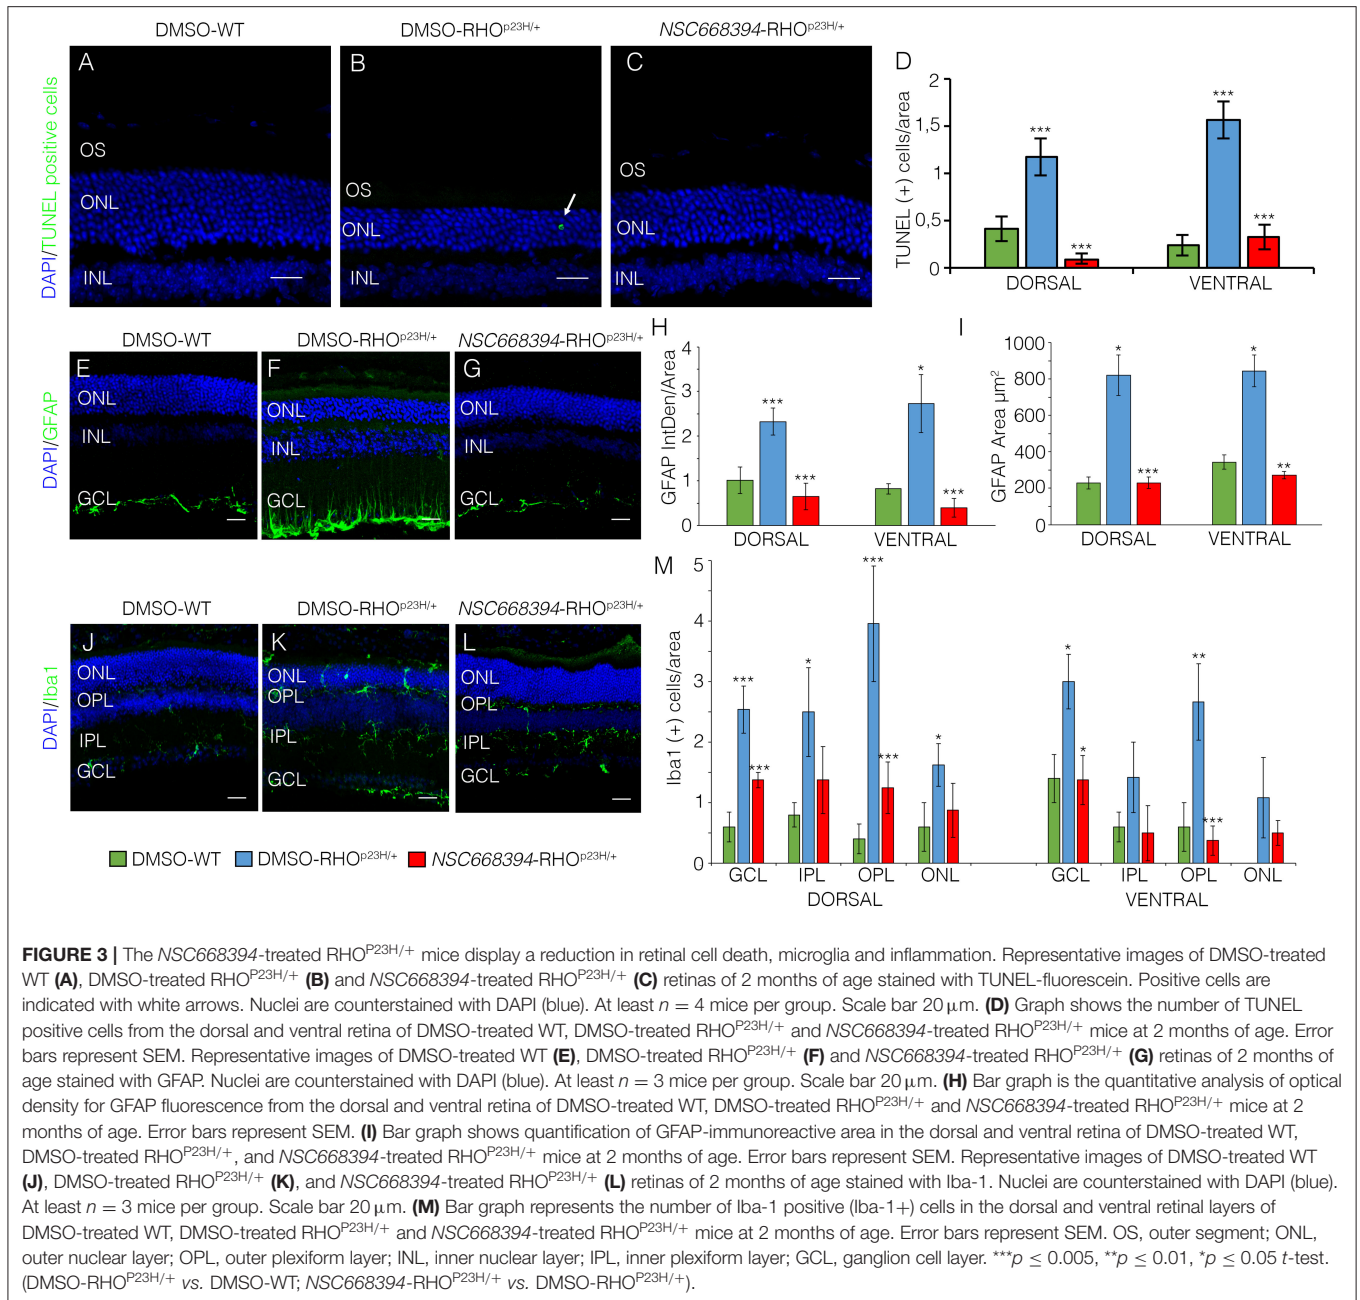 DMSO-WT
DMSO-RHO^p23H/+
NSC668394-RHO^p23H/+
DAPI/TUNEL positive cells
A
OS
ONL
INL
B
OS
ONL
INL
C
OS
ONL
INL
D
TUNEL (+) cells/area
2
1.5
1
0,5
0
***
***
***
***
DORSAL
VENTRAL
DMSO-WT
DMSO-RHO^p23H/+
NSC668394-RHO^p23H/+
DAPI/GFAP
E
ONL
INL
GCL
F
ONL
INL
GCL
G
ONL
INL
GCL
H
GFAP IntDen/Area
4
3
2
1
0
***
***
*
***
DORSAL
VENTRAL
I
GFAP Area µm²
1000
800
600
400
200
0
*
***
*
**
DORSAL
VENTRAL
DMSO-WT
DMSO-RHO^p23H/+
NSC668394-RHO^p23H/+
DAPI/Iba1
J
ONL
OPL
IPL
GCL
K
ONL
OPL
IPL
GCL
L
ONL
OPL
IPL
GCL
M
Iba1 (+) cells/area
5
4
3
2
1
0
***
***
*
***
***
*
*
*
**
***
GCL IPL OPL ONL
GCL IPL OPL ONL
DORSAL
VENTRAL
DMSO-WT DMSO-RHO^p23H/+ NSC668394-RHO^p23H/+
FIGURE 3 | The NSC668394-treated RHO^P23H/+ mice display a reduction in retinal cell death, microglia and inflammation. Representative images of DMSO-treated
WT (A), DMSO-treated RHO^P23H/+ (B) and NSC668394-treated RHO^P23H/+ (C) retinas of 2 months of age stained with TUNEL-fluorescein. Positive cells are
indicated with white arrows. Nuclei are counterstained with DAPI (blue). At least n = 4 mice per group. Scale bar 20 µm. (D) Graph shows the number of TUNEL
positive cells from the dorsal and ventral retina of DMSO-treated WT, DMSO-treated RHO^P23H/+ and NSC668394-treated RHO^P23H/+ mice at 2 months of age. Error
bars represent SEM. Representative images of DMSO-treated WT (E), DMSO-treated RHO^P23H/+ (F) and NSC668394-treated RHO^P23H/+ (G) retinas of 2 months of
age stained with GFAP. Nuclei are counterstained with DAPI (blue). At least n = 3 mice per group. Scale bar 20 µm. (H) Bar graph is the quantitative analysis of optical
density for GFAP fluorescence from the dorsal and ventral retina of DMSO-treated WT, DMSO-treated RHO^P23H/+ and NSC668394-treated RHO^P23H/+ mice at 2
months of age. Error bars represent SEM. (I) Bar graph shows quantification of GFAP-immunoreactive area in the dorsal and ventral retina of DMSO-treated WT,
DMSO-treated RHO^P23H/+, and NSC668394-treated RHO^P23H/+ mice at 2 months of age. Error bars represent SEM. Representative images of DMSO-treated WT
(J), DMSO-treated RHO^P23H/+ (K), and NSC668394-treated RHO^P23H/+ (L) retinas of 2 months of age stained with Iba-1. Nuclei are counterstained with DAPI (blue).
At least n = 3 mice per group. Scale bar 20 µm. (M) Bar graph represents the number of Iba-1 positive (Iba-1+) cells in the dorsal and ventral retinal layers of
DMSO-treated WT, DMSO-treated RHO^P23H/+ and NSC668394-treated RHO^P23H/+ mice at 2 months of age. Error bars represent SEM. OS, outer segment; ONL,
outer nuclear layer; OPL, outer plexiform layer; INL, inner nuclear layer; IPL, inner plexiform layer; GCL, ganglion cell layer. ***p ≤ 0.005, **p ≤ 0.01, *p ≤ 0.05 t-test.
(DMSO-RHO^P23H/+ vs. DMSO-WT; NSC668394-RHO^P23H/+ vs. DMSO-RHO^P23H/+).